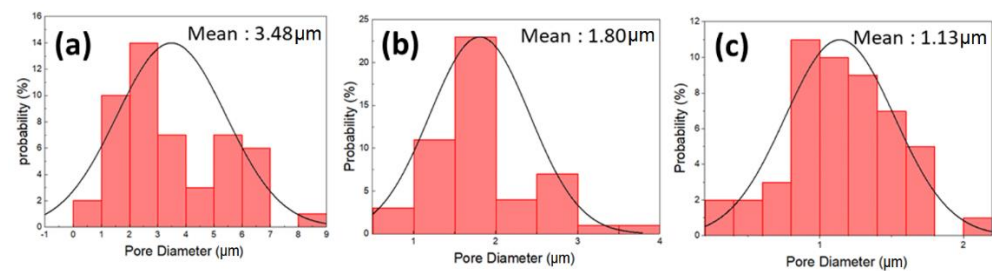 (a)
Mean : 3.48µm
probability (%)
16
14
12
10
8
6
4
2
0
-1 0 1 2 3 4 5 6 7 8 9
Pore Diameter (µm)
(b)
Mean : 1.80µm
Probability (%)
25
20
15
10
5
0
1 2 3 4
Pore Diameter (µm)
(c)
Mean : 1.13µm
Probability (%)
12
10
8
6
4
2
0
1 2
Pore Diameter (µm)